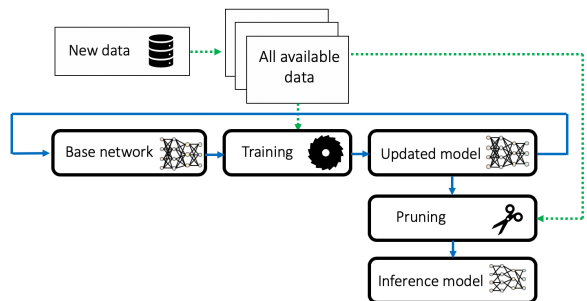 New data
All available
data
Base network
Training
Updated model
Pruning
Inference model